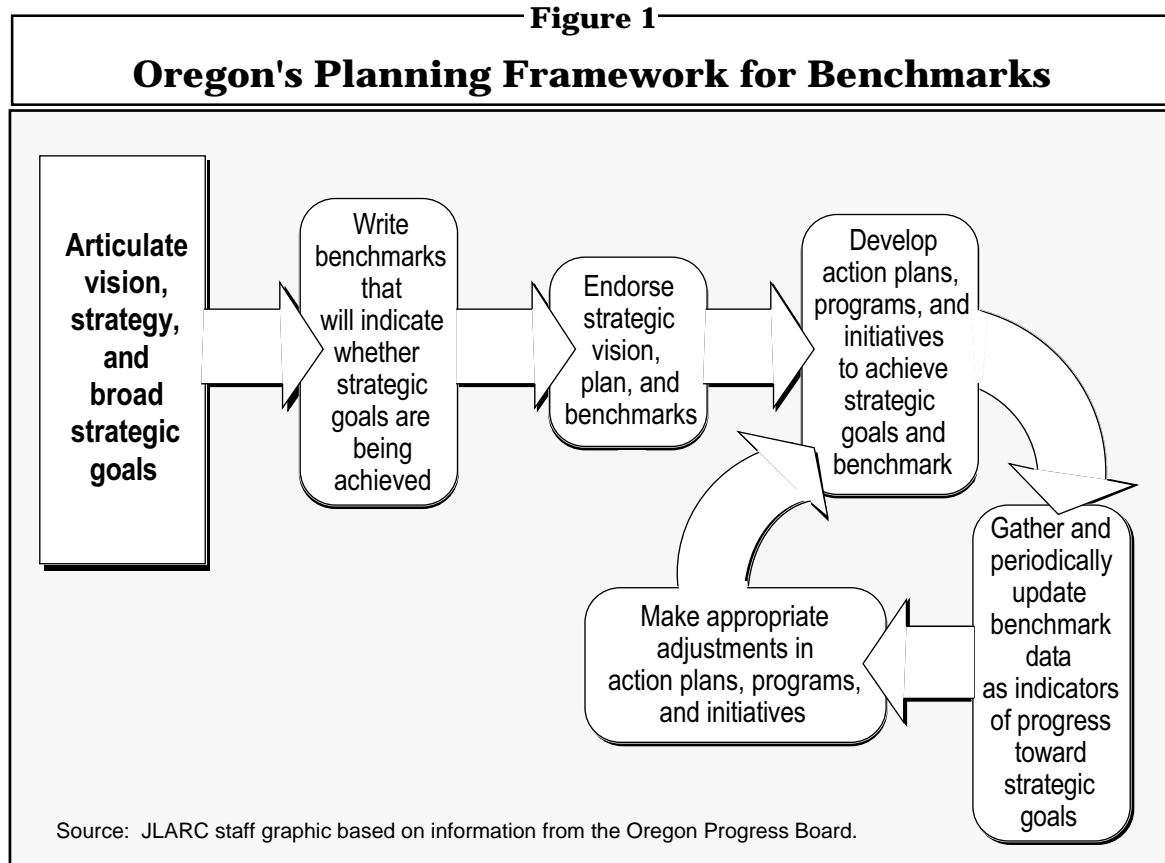 Figure 1
Oregon's Planning Framework for Benchmarks
Articulate
vision,
strategy,
and
broad
strategic
goals
Write
benchmarks
that
will indicate
whether
strategic
goals are
being
achieved
Endorse
strategic
vision,
plan, and
benchmarks
Develop
action plans,
programs, and
initiatives
to achieve
strategic
goals and
benchmark
Gather and
periodically
update
benchmark
data
as indicators
of progress
toward
strategic
goals
Make appropriate
adjustments in
action plans, programs,
and initiatives
Source: JLARC staff graphic based on information from the Oregon Progress Board.